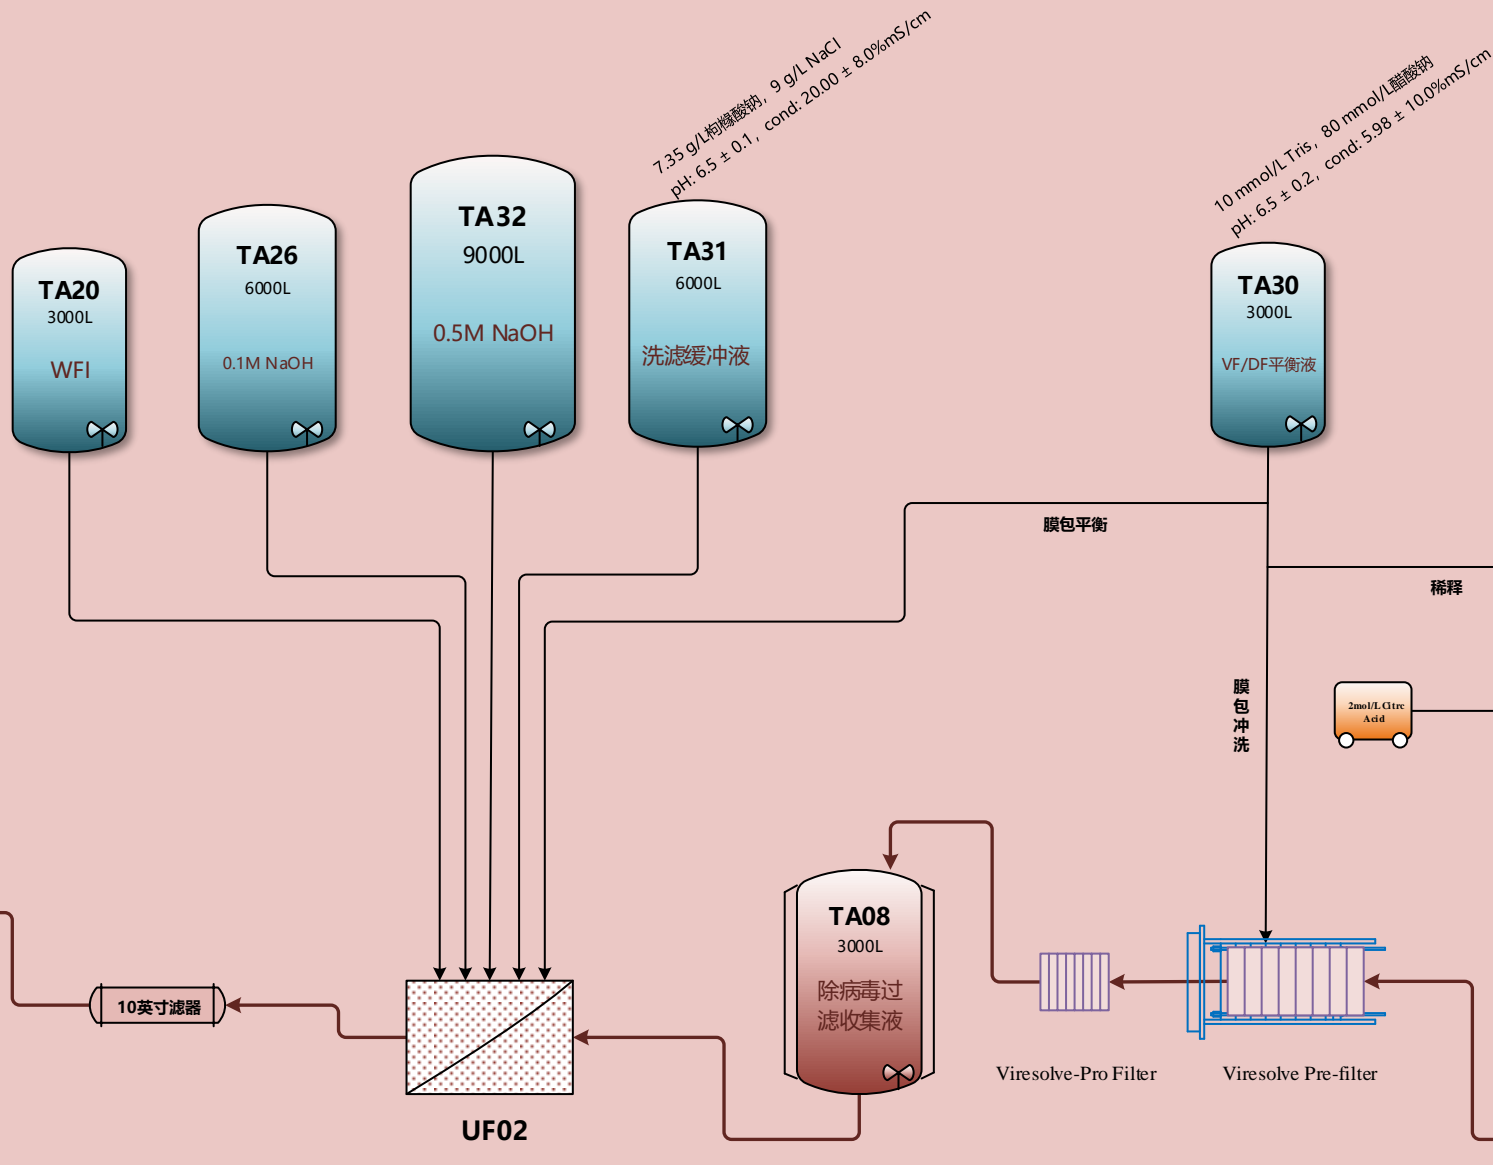 7.35 g/L枸橼酸钠，9 g/L NaCl
pH: 6.5 ± 0.1，cond: 20.00 ± 8.0%mS/cm
10 mmol/L Tris，80 mmol/L醋酸钠
pH: 6.5 ± 0.2，cond: 5.98 ± 10.0%mS/cm
TA20
3000L
WFI
TA26
6000L
0.1M NaOH
TA32
9000L
0.5M NaOH
TA31
6000L
洗滤缓冲液
TA30
3000L
VF/DF平衡液
膜包平衡
稀释
膜
包
冲
洗
2mol/L Citrc
Acid
TA08
3000L
除病毒过
滤收集液
10英寸滤器
UF02
Viresolve-Pro Filter
Viresolve Pre-filter